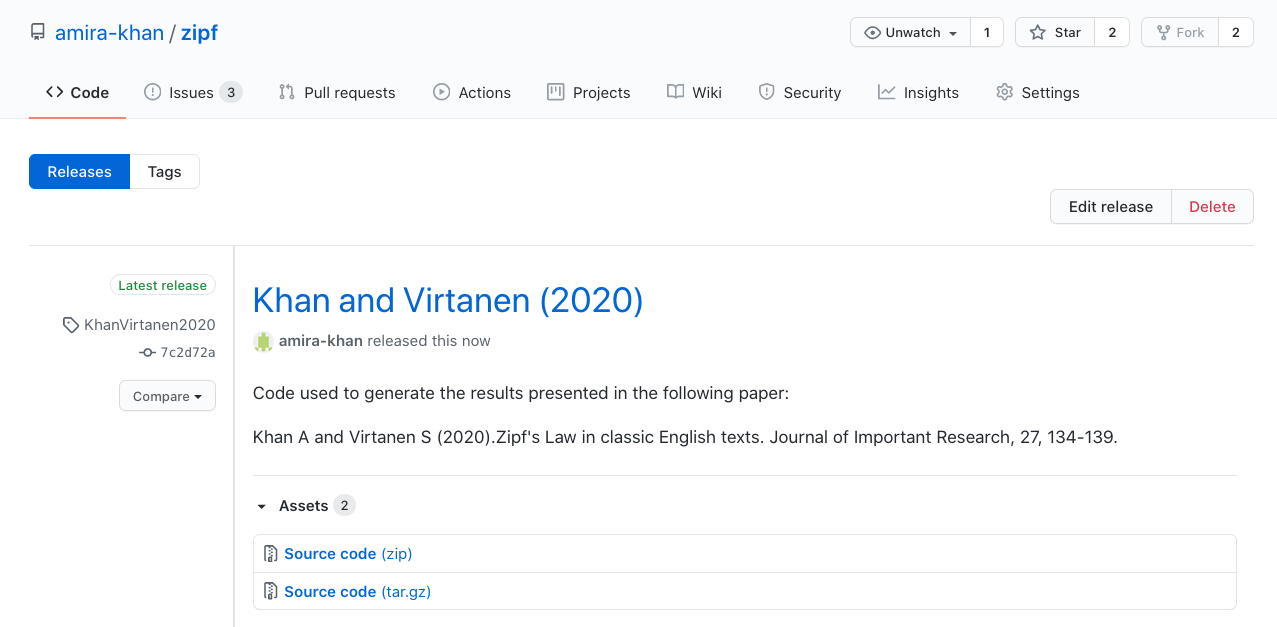 amira-khan / zipf
Unwatch 1 Star 2 Fork 2
Code Issues 3 Pull requests Actions Projects Wiki Security Insights Settings
Releases Tags
Edit release Delete
Latest release
KhanVirtanen2020
7c2d72a
Compare
Khan and Virtanen (2020)
amira-khan released this now
Code used to generate the results presented in the following paper:
Khan A and Virtanen S (2020).Zipf's Law in classic English texts. Journal of Important Research, 27, 134-139.
Assets 2
Source code (zip)
Source code (tar.gz)